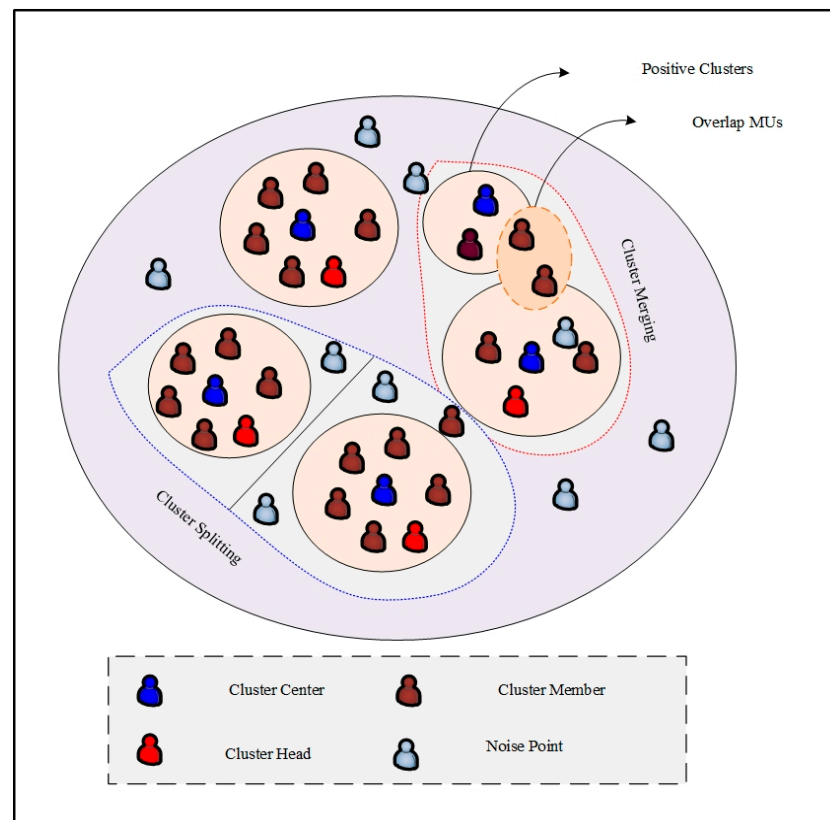 Positive Clusters
Overlap MUs
Cluster Merging
Cluster Splitting
Cluster Center
Cluster Member
Cluster Head
Noise Point